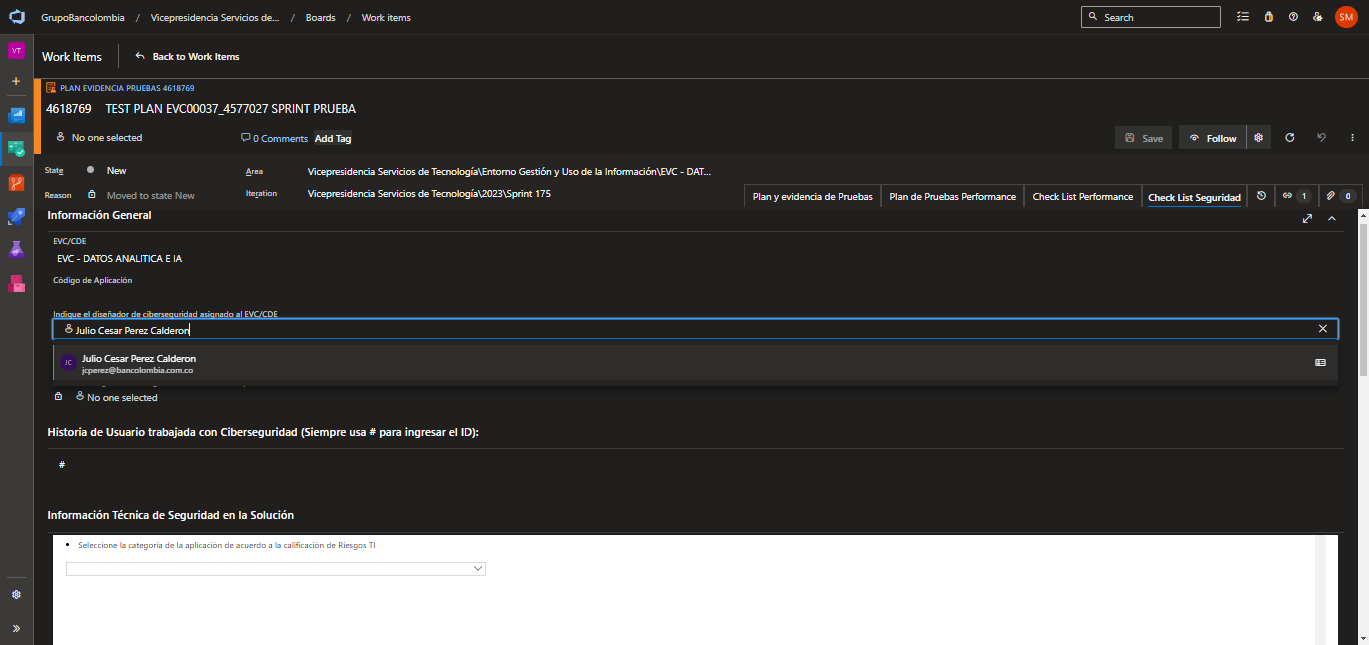 GrupoBancolombia / Vicepresidencia Servicios de... / Boards / Work items
Search
SM
VT
Work Items
Back to Work Items
PLAN EVIDENCIA PRUEBAS 4618769
4618769 TEST PLAN EVC00037_4577027 SPRINT PRUEBA
No one selected
0 Comments
Add Tag
Save
Follow
State
New
Area
Vicepresidencia Servicios de Tecnología\Entorno Gestión y Uso de la Información\EVC - DAT...
Reason
Moved to state New
Iteration
Vicepresidencia Servicios de Tecnología\2023\Sprint 175
Plan y evidencia de Pruebas
Plan de Pruebas Performance
Check List Performance
Check List Seguridad
1
0
Información General
EVC/CDE
EVC - DATOS ANALITICA E IA
Código de Aplicación
Indique el diseñador de ciberseguridad asignado al EVC/CDE
Julio Cesar Perez Calderon
JC
Julio Cesar Perez Calderon
jcperez@bancolombia.com.co
No one selected
Historia de Usuario trabajada con Ciberseguridad (Siempre usa # para ingresar el ID):
#
Información Técnica de Seguridad en la Solución
• Seleccione la categoría de la aplicación de acuerdo a la calificación de Riesgos TI